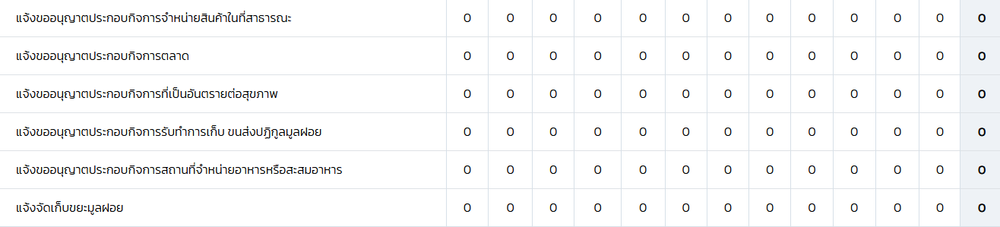 แจ้งขออนุญาตประกอบกิจการจำหน่ายสินค้าในที่สาธารณะ 0 0 0 0 0 0 0 0 0 0 0 0 0
แจ้งขออนุญาตประกอบกิจการตลาด 0 0 0 0 0 0 0 0 0 0 0 0 0
แจ้งขออนุญาตประกอบกิจการที่เป็นอันตรายต่อสุขภาพ 0 0 0 0 0 0 0 0 0 0 0 0 0
แจ้งขออนุญาตประกอบกิจการรับทำการเก็บ ขนส่งปฏิกูลมูลฝอย 0 0 0 0 0 0 0 0 0 0 0 0 0
แจ้งขออนุญาตประกอบกิจการสถานที่จำหน่ายอาหารหรือสะสมอาหาร 0 0 0 0 0 0 0 0 0 0 0 0 0
แจ้งจัดเก็บขยะมูลฝอย 0 0 0 0 0 0 0 0 0 0 0 0 0